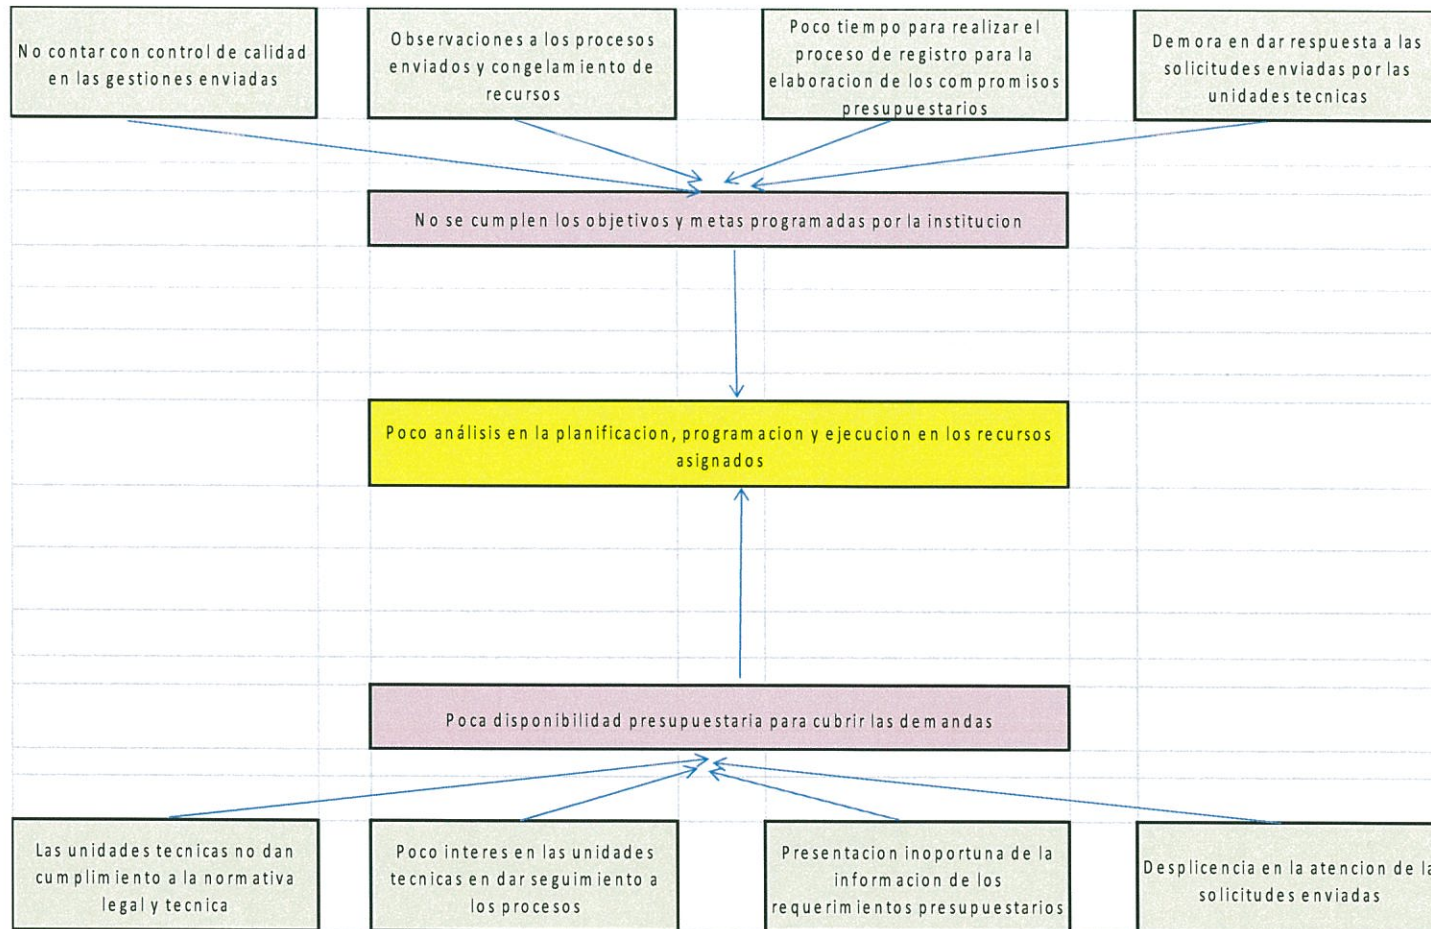 No contar con control de calidad
en las gestiones enviadas
Observaciones a los procesos
enviados y congelamiento de
recursos
Poco tiempo para realizar el
proceso de registro para la
elaboracion de los compromisos
presupuestarios
Demora en dar respuesta a las
solicitudes enviadas por las
unidades tecnicas
No se cumplen los objetivos y metas programadas por la institucion
Poco análisis en la planificacion, programacion y ejecucion en los recursos
asignados
Poca disponibilidad presupuestaria para cubrir las demandas
Las unidades tecnicas no dan
cumplimiento a la normativa
legal y tecnica
Poco interes en las unidades
tecnicas en dar seguimiento a
los procesos
Presentacion inoportuna de la
informacion de los
requerimientos presupuestarios
Desplicencia en la atencion de la
solicitudes enviadas